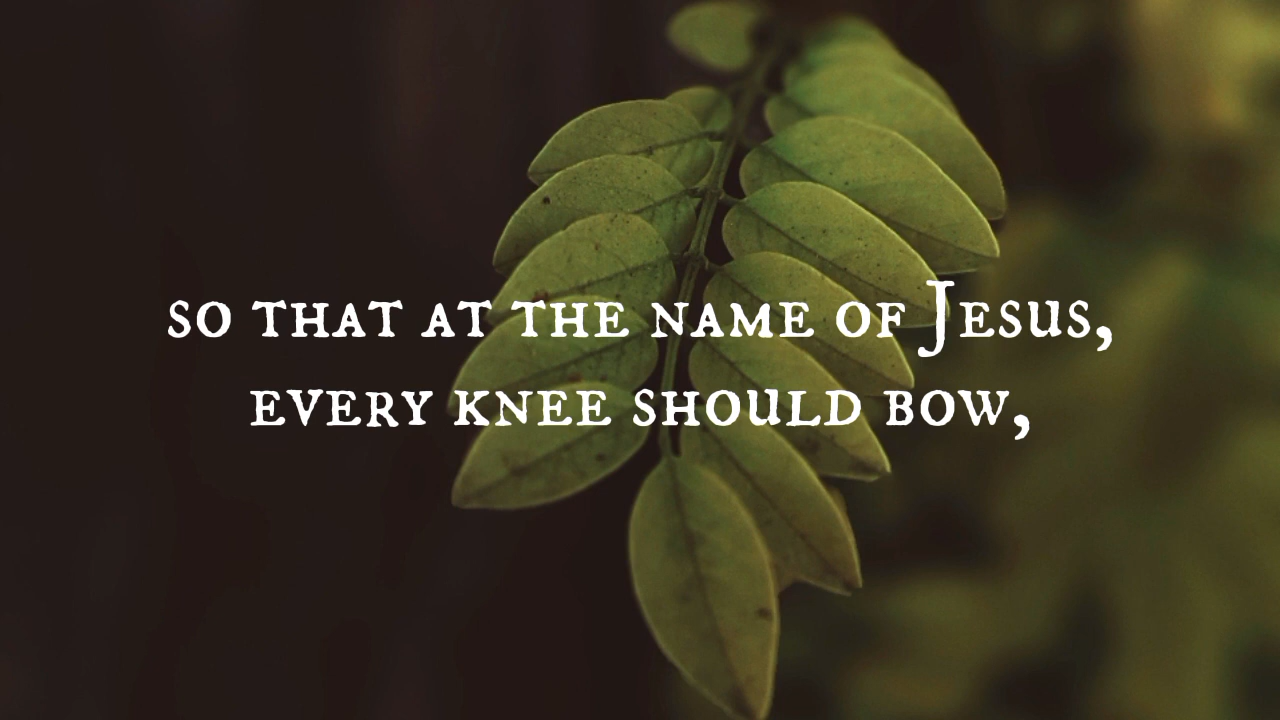 so that at the name of Jesus,
every knee should bow,